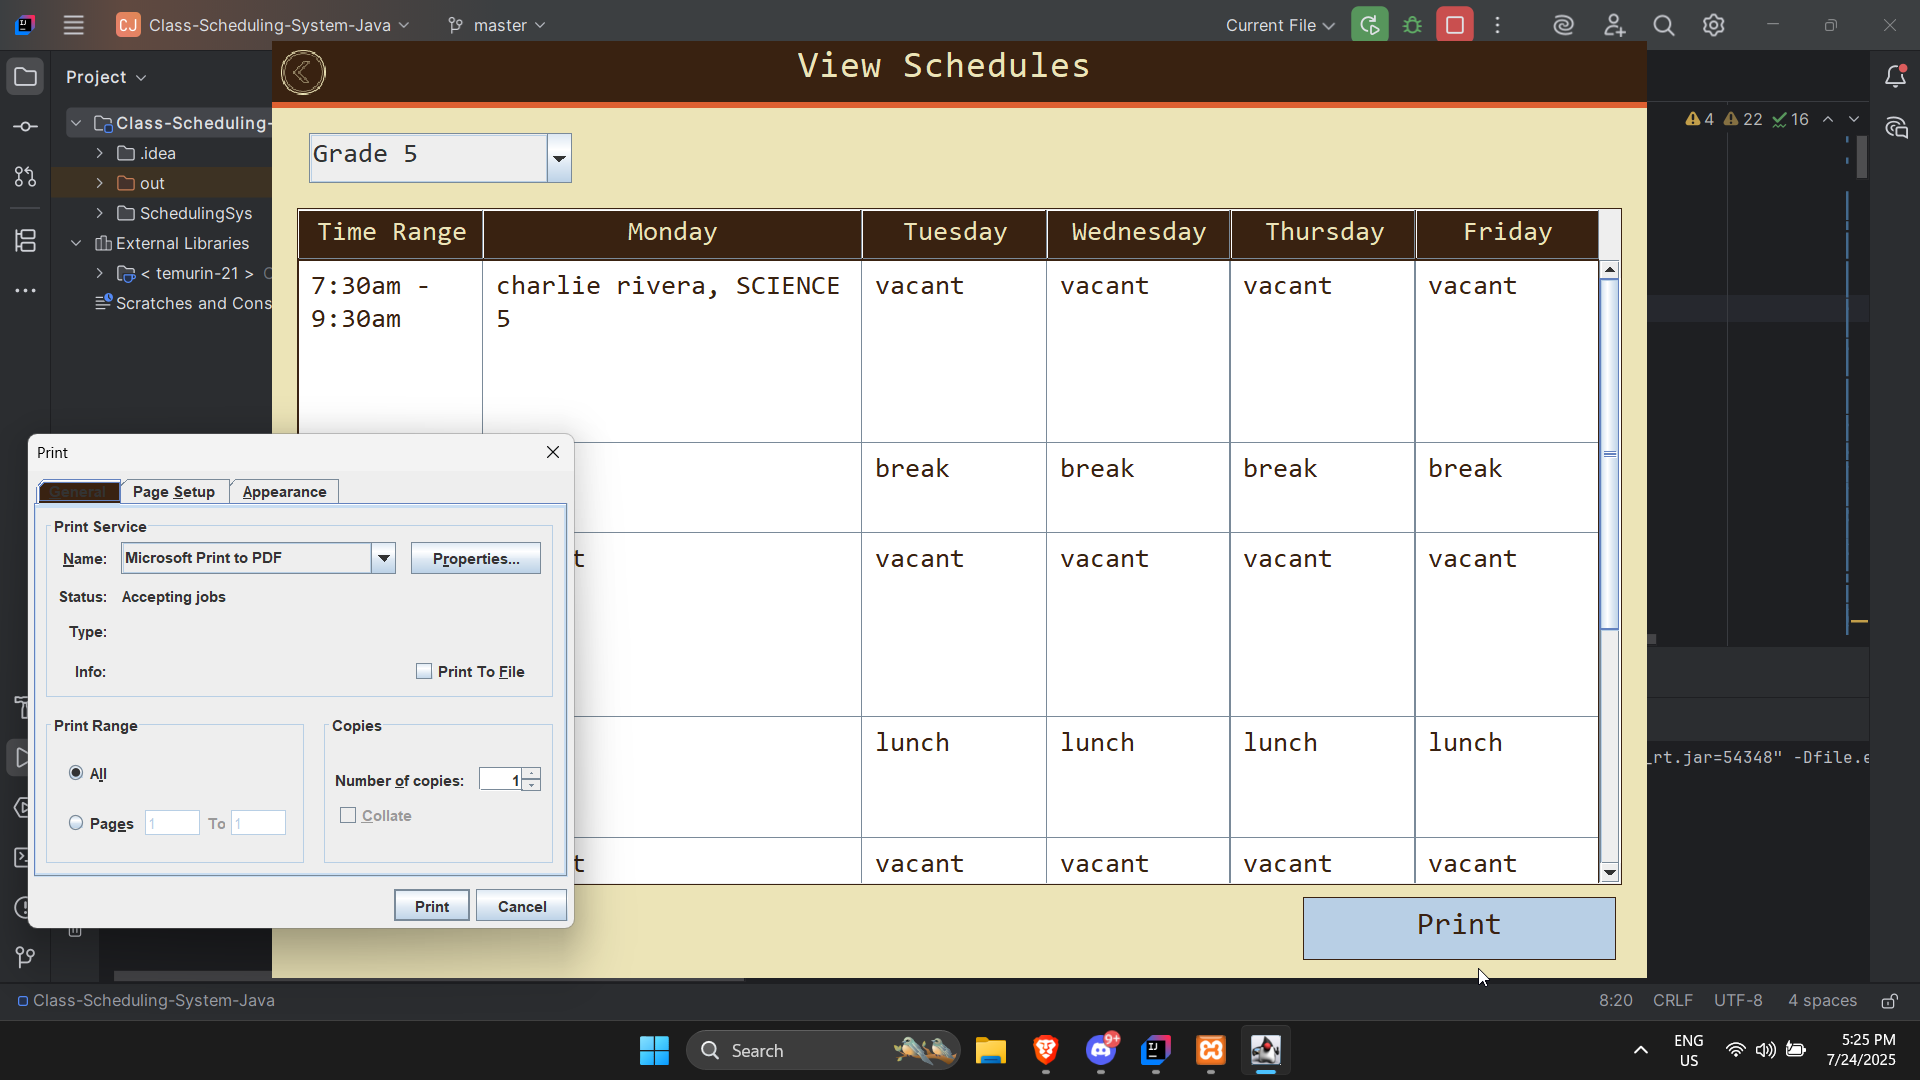 CJ Class-Scheduling-System-Java master Current File
View Schedules
Project
Class-Scheduling-
.idea
out
SchedulingSys
External Libraries
< temurin-21 >
Scratches and Cons
4 22 16
Grade 5
Time Range Monday Tuesday Wednesday Thursday Friday
7:30am - charlie rivera, SCIENCE vacant vacant vacant vacant
9:30am 5
break break break break
t vacant vacant vacant vacant
lunch lunch lunch lunch
t vacant vacant vacant vacant
Print
General Page Setup Appearance
Print Service
Name: Microsoft Print to PDF Properties...
Status: Accepting jobs
Type:
Info: Print To File
Print Range Copies
All
Number of copies: 1
Pages 1 To 1
Collate
Print Cancel
Print
_rt.jar=54348" -Dfile.e
Class-Scheduling-System-Java 8:20 CRLF UTF-8 4 spaces
Search 9+ ENG US 5:25 PM
7/24/2025